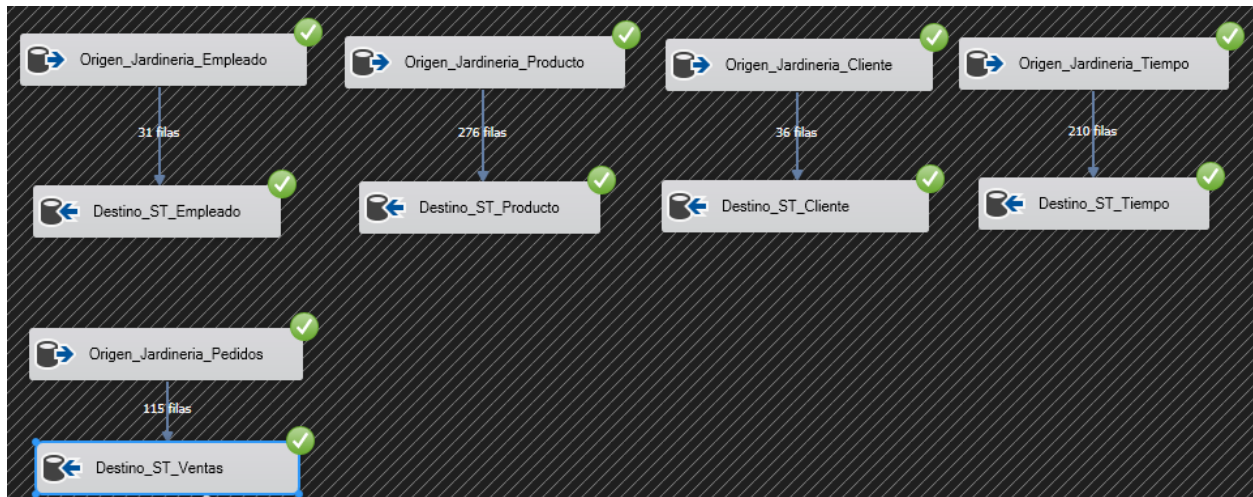 Origen_Jardineria_Empleado
Origen_Jardineria_Producto
Origen_Jardineria_Cliente
Origen_Jardineria_Tiempo
31 filas
276 filas
36 filas
210 filas
Destino_ST_Empleado
Destino_ST_Producto
Destino_ST_Cliente
Destino_ST_Tiempo
Origen_Jardineria_Pedidos
115 filas
Destino_ST_Ventas